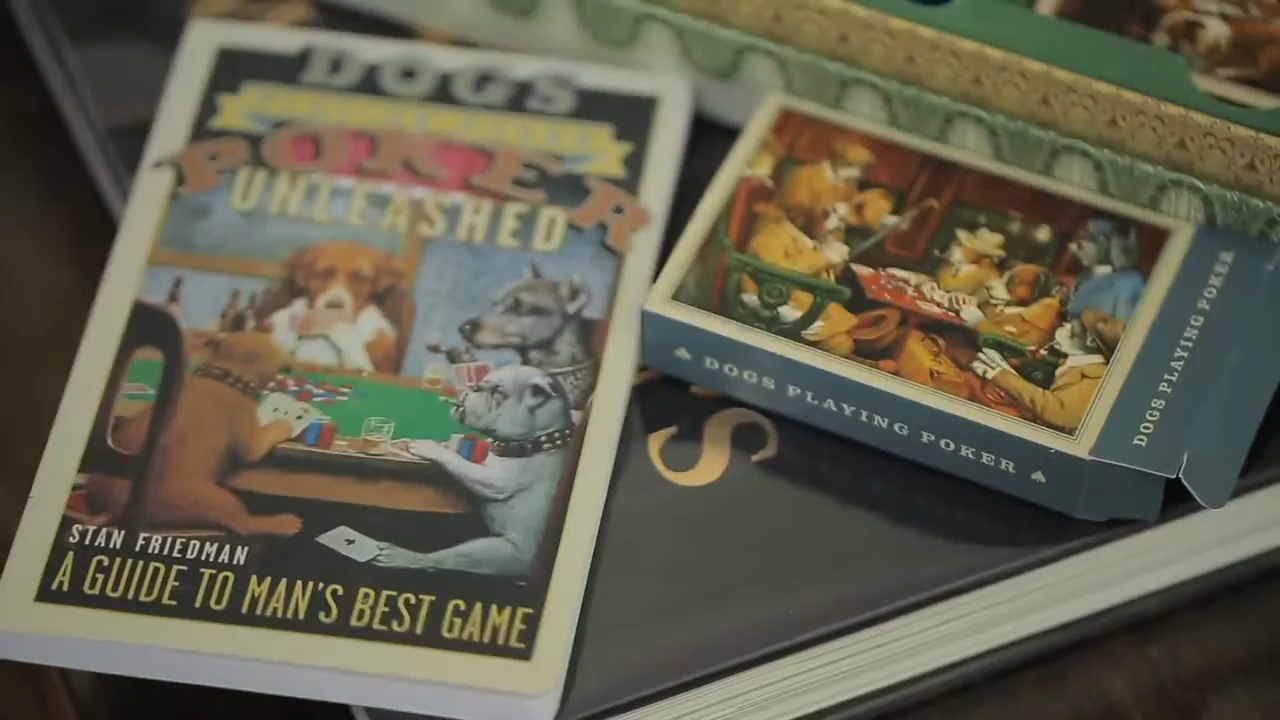 DOGS
POKER
UNLEASHED
STAN FRIEDMAN
A GUIDE TO MAN'S BEST GAME
DOGS PLAYING POKER
DOGS PLAYING POKER
S